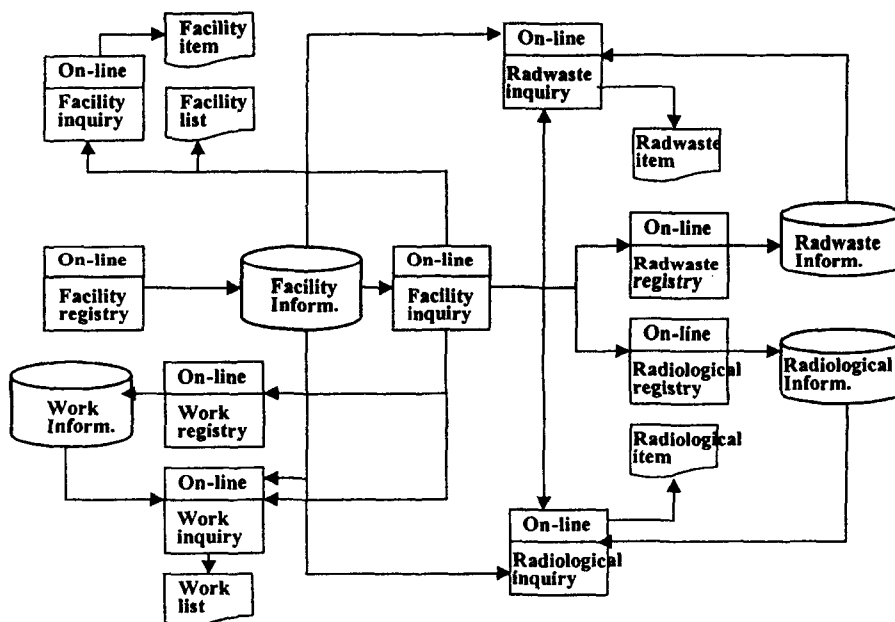 Facility
item
On-line
Facility
inquiry
Facility
list
On-line
Radwaste
inquiry
Radwaste
item
On-line
Facility
registry
Facility
Inform.
On-line
Facility
inquiry
On-line
Radwaste
registry
Radwaste
Inform.
On-line
Radiological
registry
Radiological
Inform.
Work
Inform.
On-line
Work
registry
On-line
Work
inquiry
Work
list
Radiological
item
On-line
Radiological
inquiry